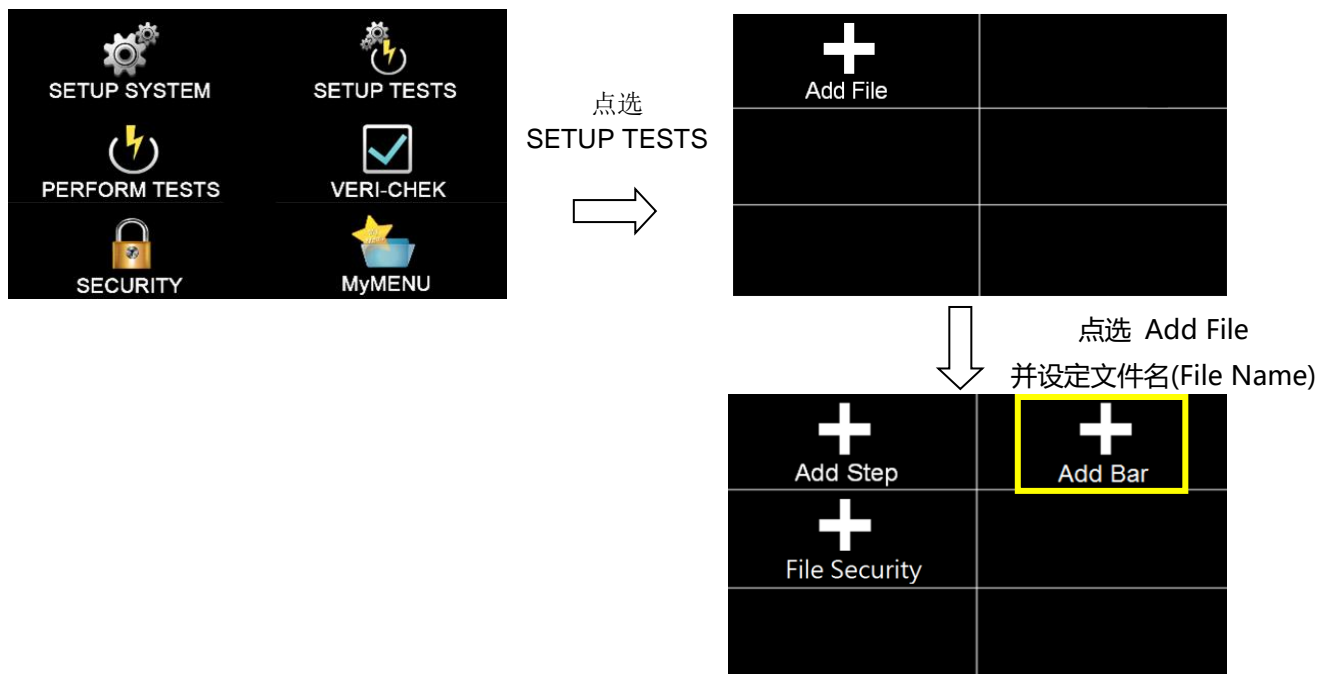 SETUP SYSTEM
SETUP TESTS
PERFORM TESTS
VERI-CHEK
SECURITY
MyMENU
点选
SETUP TESTS
Add File
点选 Add File
并设定文件名(File Name)
Add Step
Add Bar
File Security